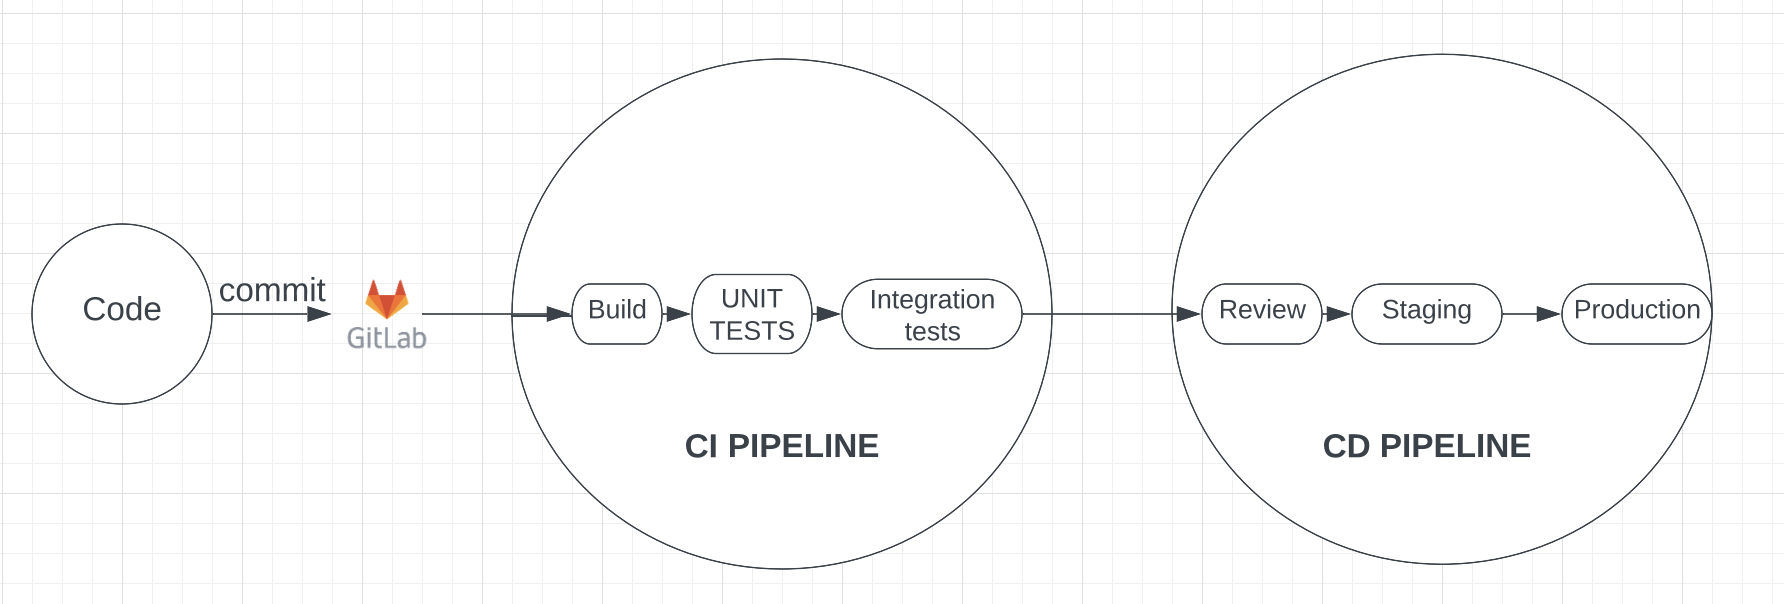 Code
commit
GitLab
Build
UNIT
TESTS
Integration
tests
CI PIPELINE
Review
Staging
Production
CD PIPELINE